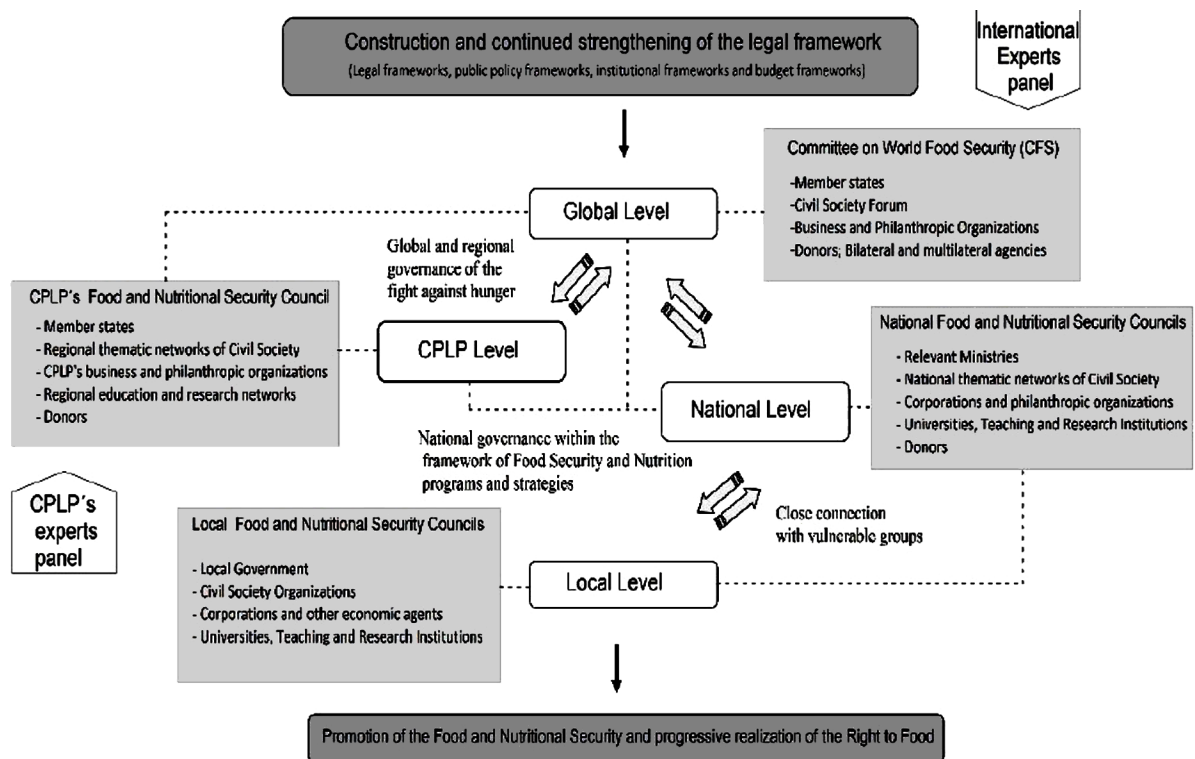 Construction and continued strengthening of the legal framework
(Legal frameworks, public policy frameworks, institutional frameworks and budget frameworks)
International
Experts
panel
Committee on World Food Security (CFS)
-Member states
-Civil Society Forum
-Business and Philanthropic Organizations
-Donors; Bilateral and multilateral agencies
Global Level
Global and regional
governance of the
fight against hunger
CPLP´s Food and Nutritional Security Council
- Member states
- Regional thematic networks of Civil Society
- CPLP's business and philanthropic organizations
- Regional education and research networks
- Donors
CPLP Level
National Food and Nutritional Security Councils
- Relevant Ministries
- National thematic networks of Civil Society
- Corporations and philanthropic organizations
- Universities, Teaching and Research Institutions
- Donors
National Level
National governance within the
framework of Food Security and Nutrition
programs and strategies
CPLP´s
experts
panel
Close connection
with vulnerable groups
Local Food and Nutritional Security Councils
- Local Government
- Civil Society Organizations
- Corporations and other economic agents
- Universities, Teaching and Research Institutions
Local Level
Promotion of the Food and Nutritional Security and progressive realization of the Right to Food